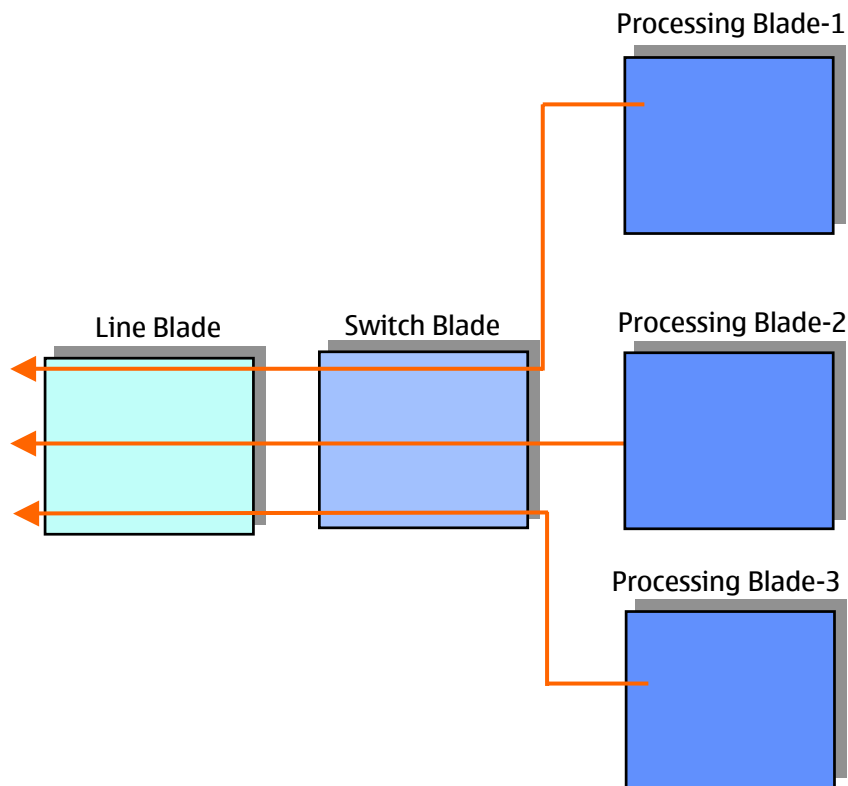 Processing Blade-1
Line Blade
Switch Blade
Processing Blade-2
Processing Blade-3